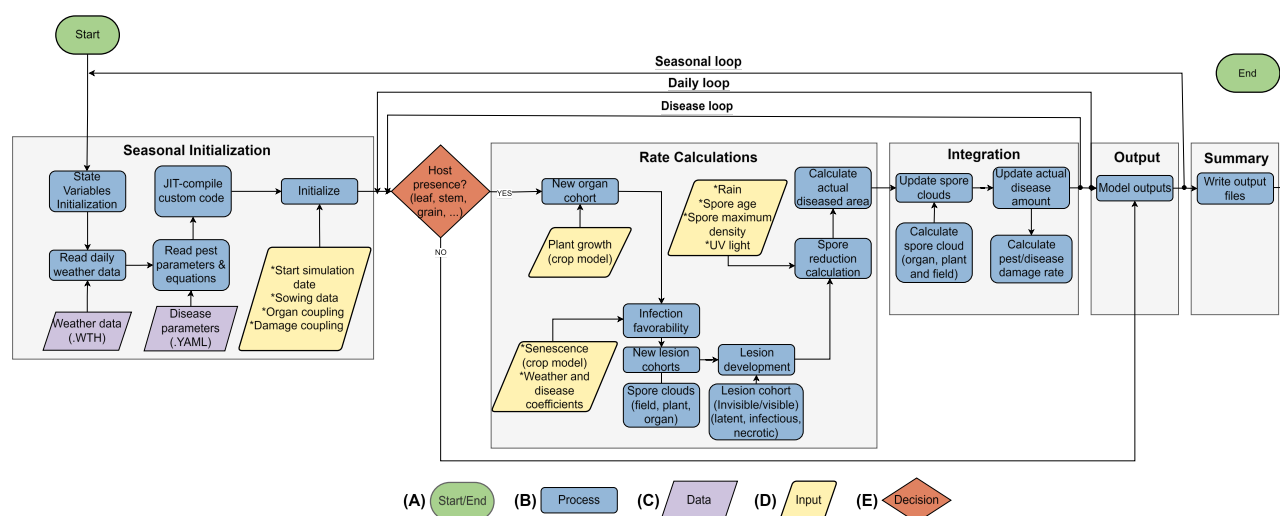 Start
Seasonal loop
Daily loop
Disease loop
End
Seasonal Initialization
State
Variables
Initialization
JIT-compile
custom code
Initialize
Read daily
weather data
Read pest
parameters &
equations
Weather data
(.WTH)
Disease
parameters
(.YAML)
*Start simulation
date
*Sowing data
*Organ coupling
*Damage coupling
Host
presence?
(leaf, stem,
grain, ...)
YES
NO
Rate Calculations
New organ
cohort
Plant growth
(crop model)
*Rain
*Spore age
*Spore maximum
density
*UV light
Calculate
actual
diseased area
Spore
reduction
calculation
Infection
favorability
*Senescence
(crop model)
*Weather and
disease
coefficients
New lesion
cohorts
Spore clouds
(field, plant,
organ)
Lesion
development
Lesion cohort
(Invisible/visible)
(latent, infectious,
necrotic)
Integration
Update spore
clouds
Update actual
disease
amount
Calculate
spore cloud
(organ, plant
and field)
Calculate
pest/disease
damage rate
Output
Model outputs
Summary
Write output
files
(A) Start/End (B) Process (C) Data (D) Input (E) Decision